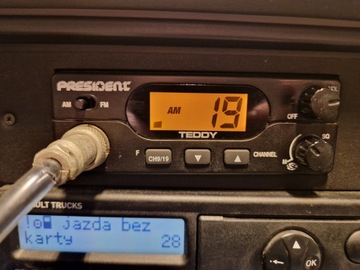 PRESIDENT
AM FM
AM 19
OFF
VOL
SQ
TEDDY
F CH9/19 ▼ ▲ CHANNEL
M
ULT TRUCKS
!o jazda bez
karty 28
OK